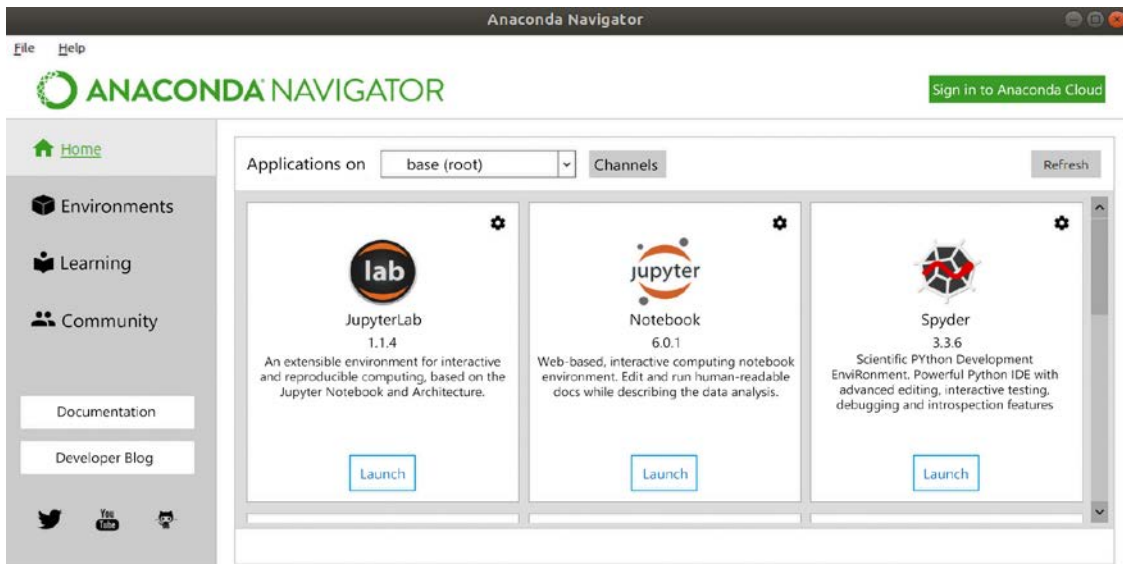 Anaconda Navigator
File Help
ANACONDA NAVIGATOR
Sign in to Anaconda Cloud
Home
Environments
Learning
Community
Documentation
Developer Blog
You
Tube
Applications on base (root) Channels Refresh
lab
JupyterLab
1.1.4
An extensible environment for interactive
and reproducible computing, based on the
Jupyter Notebook and Architecture.
Launch
jupyter
Notebook
6.0.1
Web-based, interactive computing notebook
environment. Edit and run human-readable
docs while describing the data analysis.
Launch
Spyder
3.3.6
Scientific PYthon Development
EnviRonment. Powerful Python IDE with
advanced editing, interactive testing,
debugging and introspection features
Launch